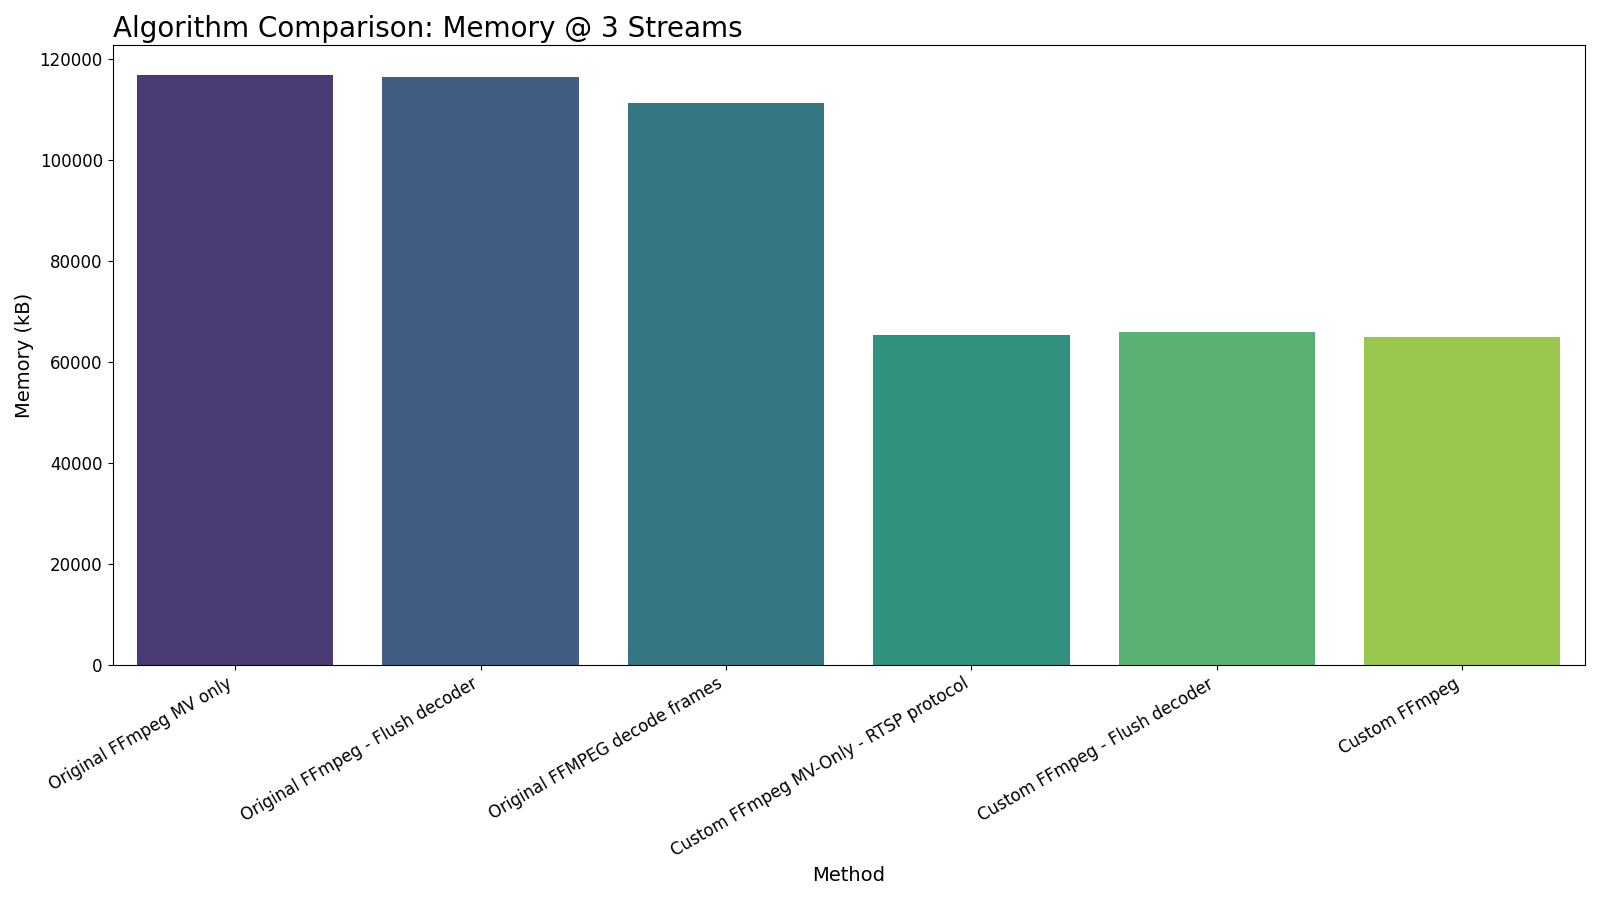 Algorithm Comparison: Memory @ 3 Streams
120000
100000
80000
60000
40000
20000
0
Memory (kB)
Original FFmpeg MV only
Original FFmpeg - Flush decoder
Original FFMPEG decode frames
Custom FFmpeg MV-Only - RTSP protocol
Custom FFmpeg - Flush decoder
Custom FFmpeg
Method